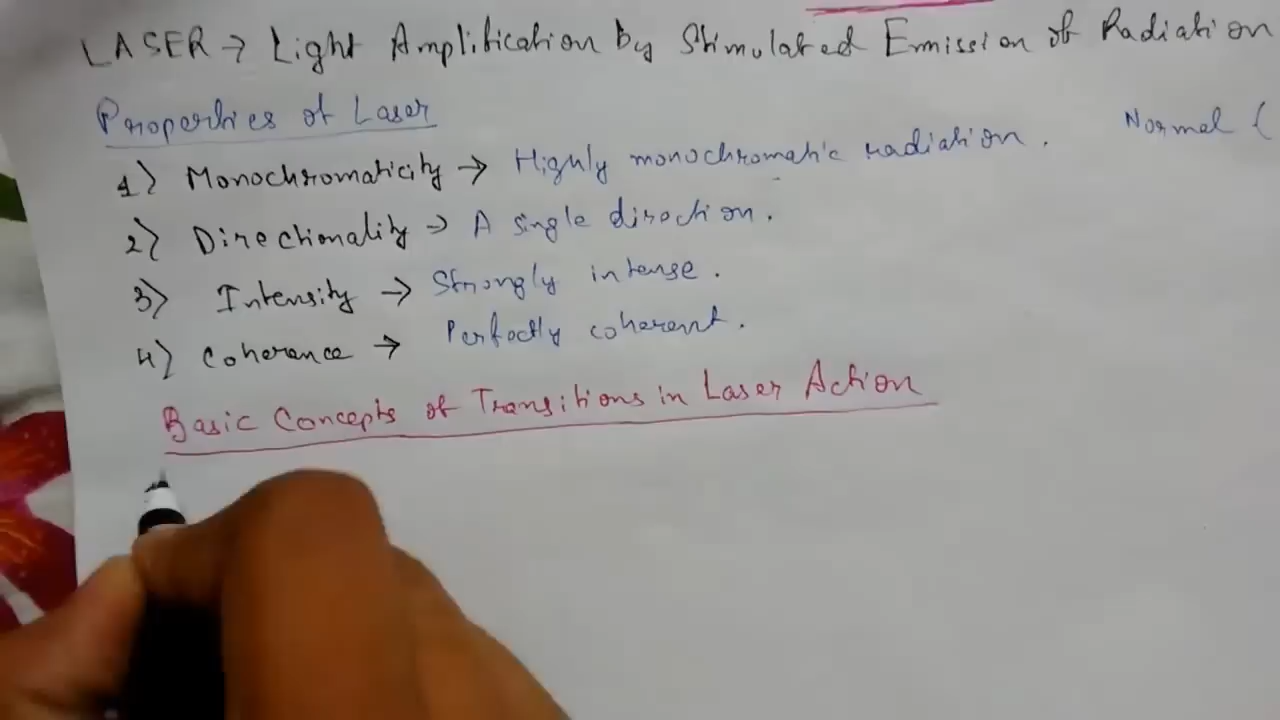 LASER → Light Amplification by Stimulated Emission of Radiation
Properties of Laser
Normal (
1) Monochromaticity → Highly monochromatic radiation.
2) Directionality → A single direction.
3) Intensity → Strongly intense.
4) Coherence → Perfectly coherent.
Basic Concepts of Transitions in Laser Action